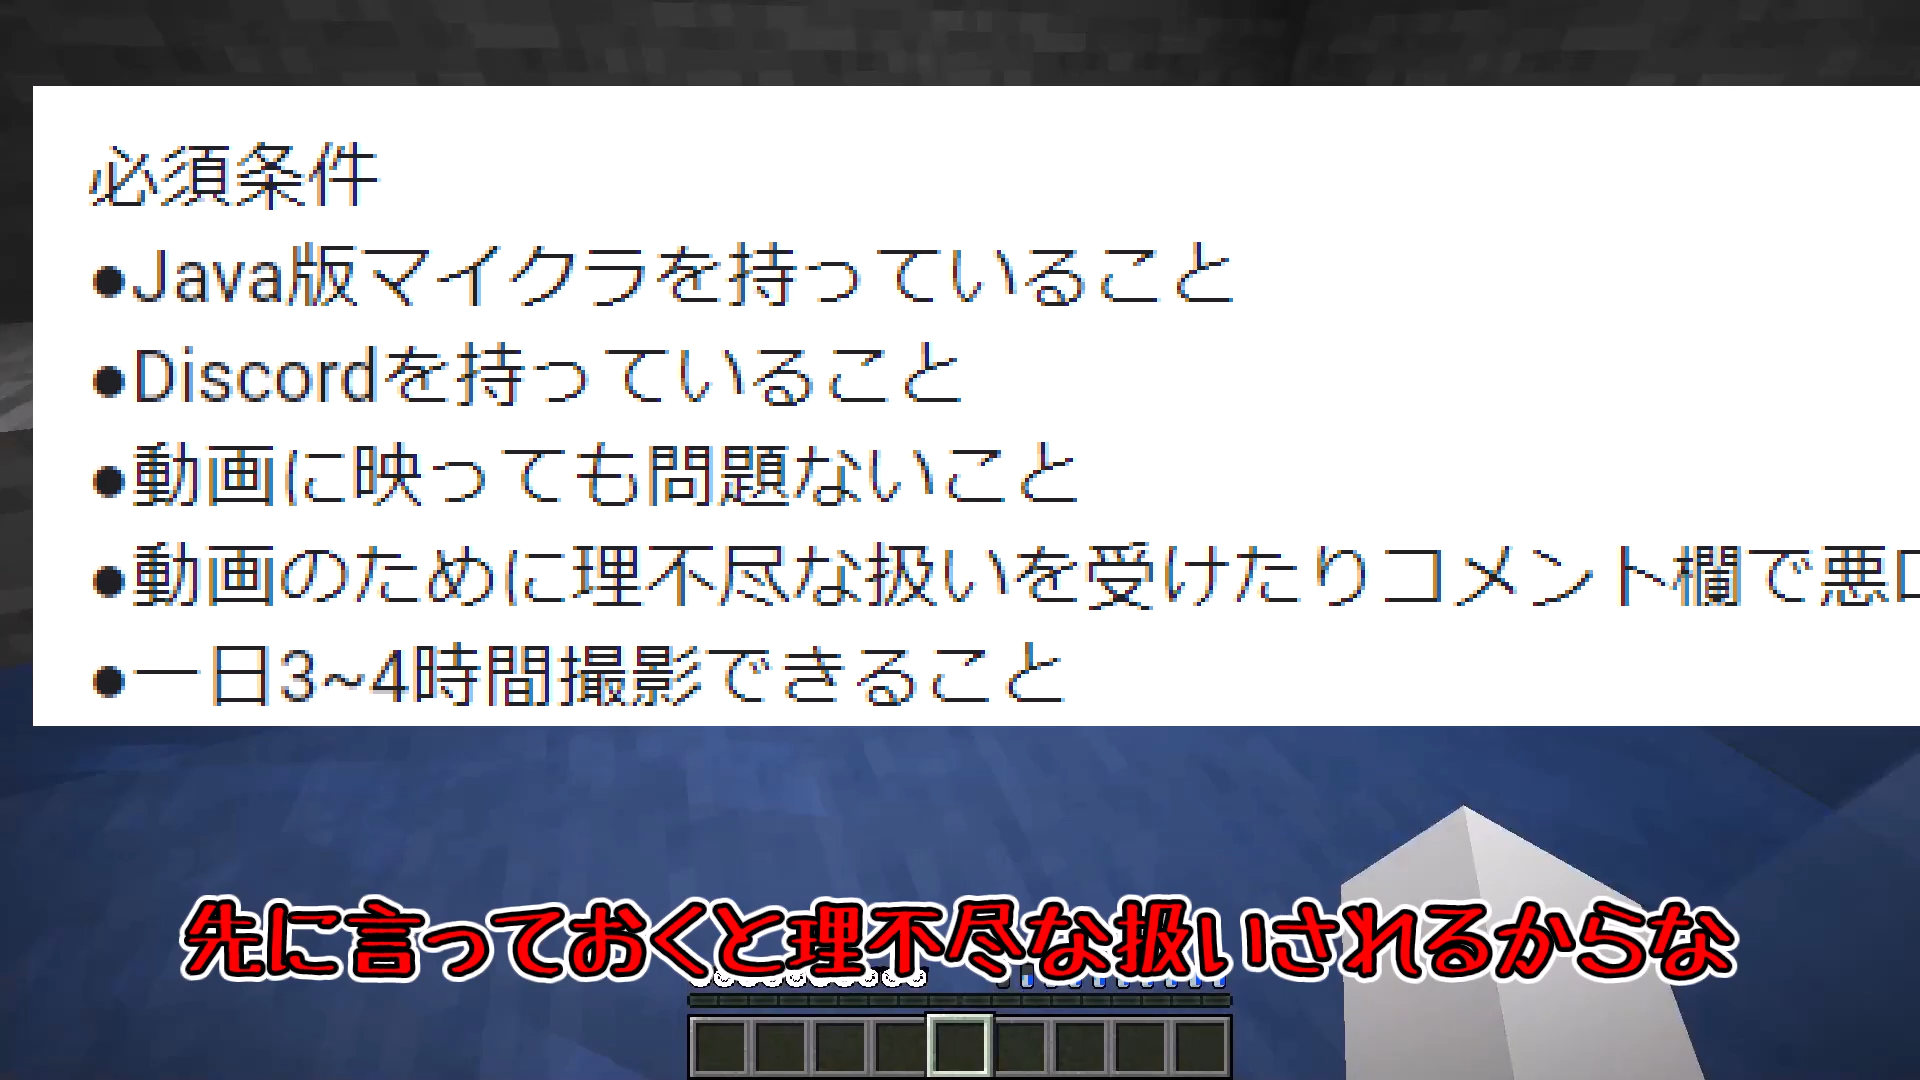 必須条件
●Java版マイクラを持っていること
●Discordを持っていること
●動画に映っても問題ないこと
●動画のために理不尽な扱いを受けたりコメント欄で悪口
●一日3~4時間撮影できること
先に言っておくと理不尽な扱いされるからな